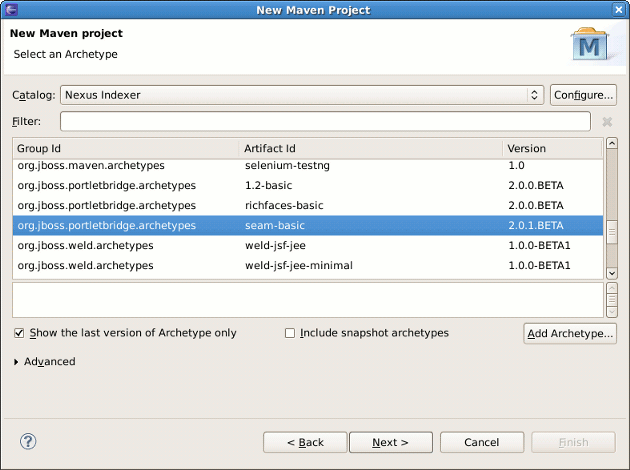 New Maven Project
New Maven project
Select an Archetype
M
Catalog: Nexus Indexer Configure...
Filter:
Group Id Artifact Id Version
org.jboss.maven.archetypes selenium-testng 1.0
org.jboss.portletbridge.archetypes 1.2-basic 2.0.0.BETA
org.jboss.portletbridge.archetypes richfaces-basic 2.0.0.BETA
org.jboss.portletbridge.archetypes seam-basic 2.0.1.BETA
org.jboss.weld.archetypes weld-jsf-jee 1.0.0-BETA1
org.jboss.weld.archetypes weld-jsf-jee-minimal 1.0.0-BETA1
Show the last version of Archetype only Include snapshot archetypes Add Archetype...
Advanced
? < Back Next > Cancel Finish